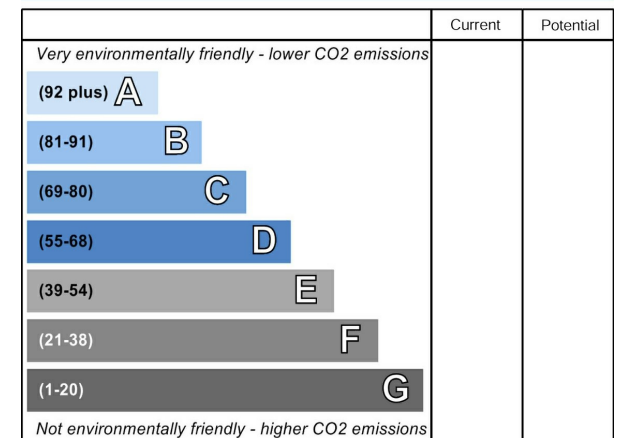 Current Potential
Very environmentally friendly - lower CO2 emissions
(92 plus) A
(81-91) B
(69-80) C
(55-68) D
(39-54) E
(21-38) F
(1-20) G
Not environmentally friendly - higher CO2 emissions